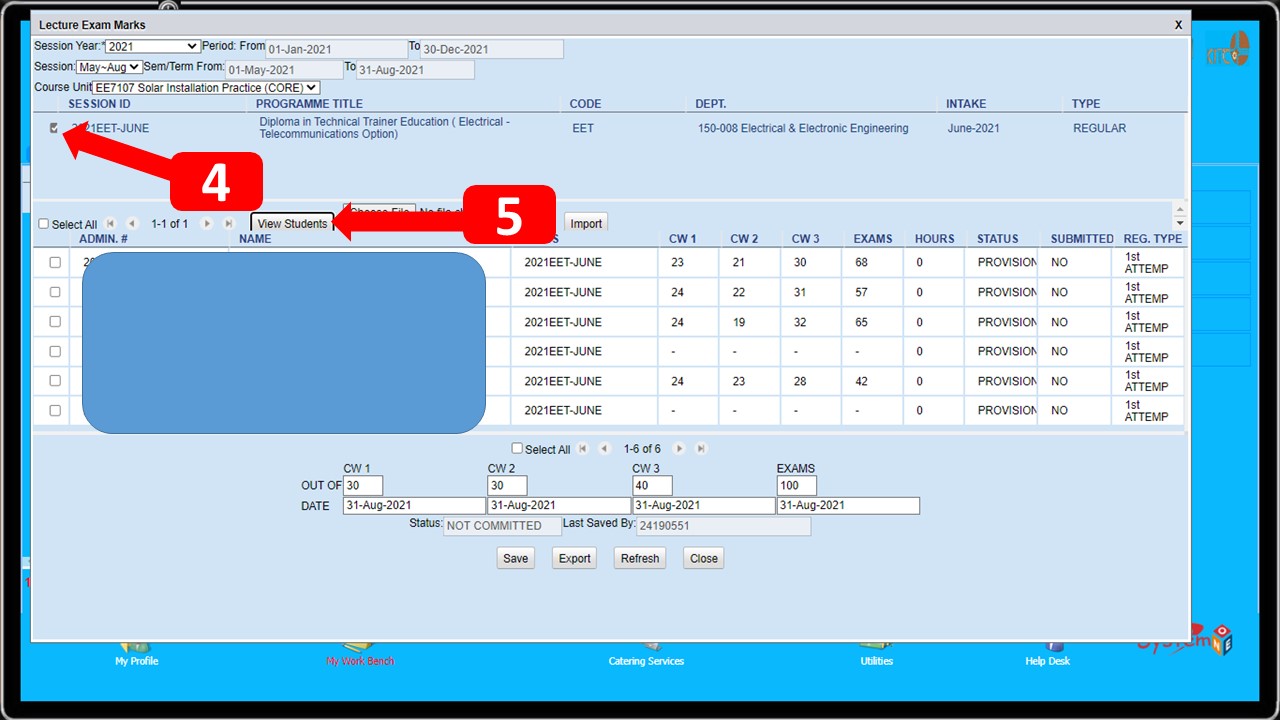 Lecture Exam Marks X
Session Year:* 2021 Period: From 01-Jan-2021 To 30-Dec-2021
Session: May~Aug Sem/Term From: 01-May-2021 To 31-Aug-2021
Course Unit EE7107 Solar Installation Practice (CORE)
SESSION ID PROGRAMME TITLE CODE DEPT. INTAKE TYPE
21EET-JUNE Diploma in Technical Trainer Education ( Electrical - EET 150-008 Electrical & Electronic Engineering June-2021 REGULAR
Telecommunications Option)
4
5
Select All 1-1 of 1 View Students Choose File No file Import
ADMIN. # NAME CW 1 CW 2 CW 3 EXAMS HOURS STATUS SUBMITTED REG. TYPE
2021EET-JUNE 23 21 30 68 0 PROVISION NO 1st
ATTEMP
2021EET-JUNE 24 22 31 57 0 PROVISION NO 1st
ATTEMP
2021EET-JUNE 24 19 32 65 0 PROVISION NO 1st
ATTEMP
2021EET-JUNE - - - - 0 PROVISION NO 1st
ATTEMP
2021EET-JUNE 24 23 28 42 0 PROVISION NO 1st
ATTEMP
2021EET-JUNE - - - - 0 PROVISION NO 1st
ATTEMP
Select All 1-6 of 6
CW 1 CW 2 CW 3 EXAMS
OUT OF 30 30 40 100
DATE 31-Aug-2021 31-Aug-2021 31-Aug-2021 31-Aug-2021
Status: NOT COMMITTED Last Saved By: 24190551
Save Export Refresh Close
My Profile My Work Bench Catering Services Utilities Help Desk
System NE